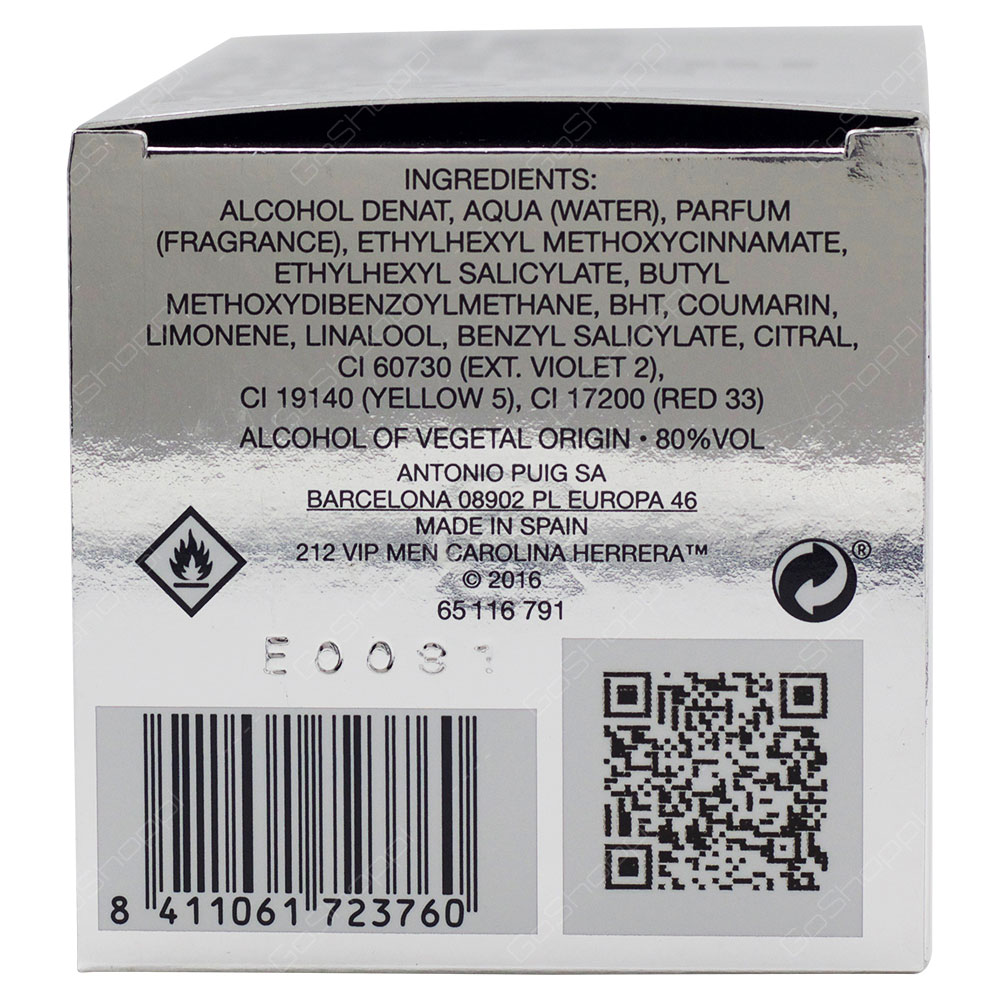 INGREDIENTS:
ALCOHOL DENAT, AQUA (WATER), PARFUM
(FRAGRANCE), ETHYLHEXYL METHOXYCINNAMATE,
ETHYLHEXYL SALICYLATE, BUTYL
METHOXYDIBENZOYLMETHANE, BHT, COUMARIN,
LIMONENE, LINALOOL, BENZYL SALICYLATE, CITRAL,
CI 60730 (EXT. VIOLET 2),
CI 19140 (YELLOW 5), CI 17200 (RED 33)
ALCOHOL OF VEGETAL ORIGIN • 80%VOL
ANTONIO PUIG SA
BARCELONA 08902 PL EUROPA 46
MADE IN SPAIN
212 VIP MEN CAROLINA HERRERA™
© 2016
65116 791
®
8 411061 723760
GoShoppi